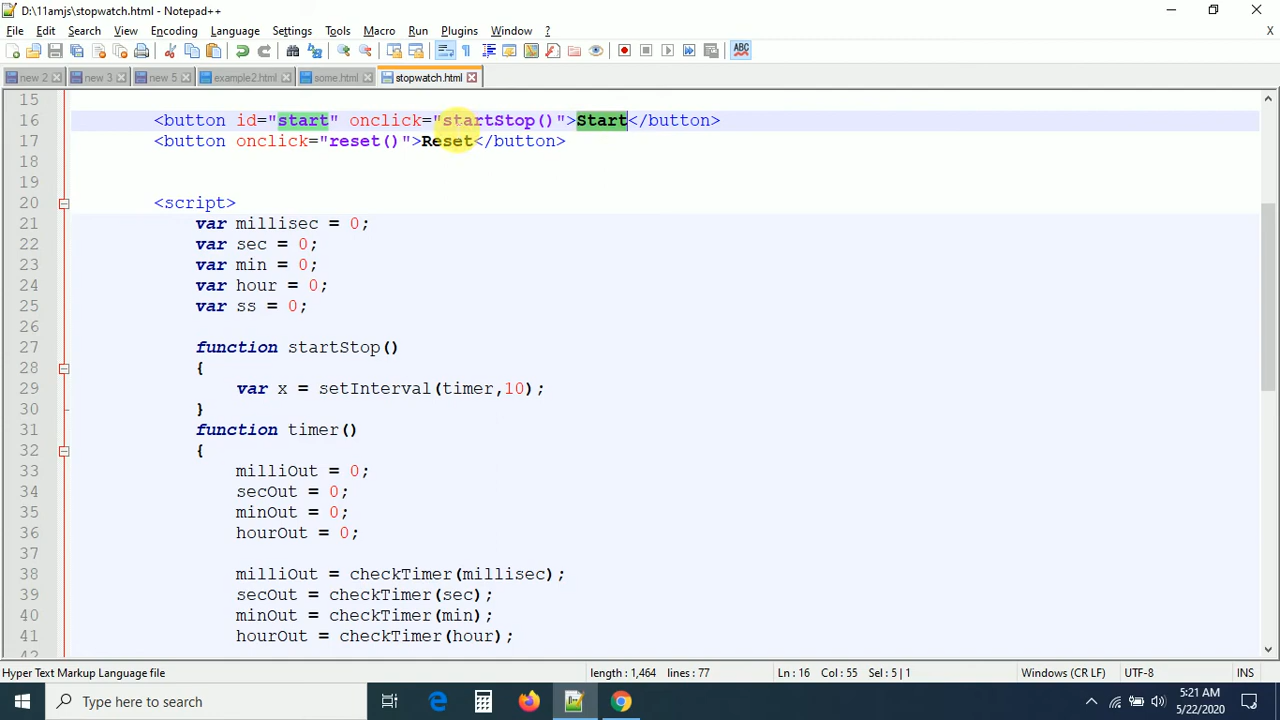 D:\11amjs\stopwatch.html - Notepad++
File Edit Search View Encoding Language Settings Tools Macro Run Plugins Window ? X
ABC
new 2 new 3 new 5 example2.html some.html stopwatch.html
15
16 <button id="start" onclick="startStop()">Start</button>
17 <button onclick="reset()">Reset</button>
18
19
20 <script>
21 var millisec = 0;
22 var sec = 0;
23 var min = 0;
24 var hour = 0;
25 var ss = 0;
26
27 function startStop()
28 {
29 var x = setInterval(timer,10);
30 }
31 function timer()
32 {
33 milliOut = 0;
34 secOut = 0;
35 minOut = 0;
36 hourOut = 0;
37
38 milliOut = checkTimer(millisec);
39 secOut = checkTimer(sec);
40 minOut = checkTimer(min);
41 hourOut = checkTimer(hour);
42
Hyper Text Markup Language file length : 1,464 lines : 77 Ln : 16 Col : 55 Sel : 5 | 1 Windows (CR LF) UTF-8 INS
Type here to search
5:21 AM
5/22/2020